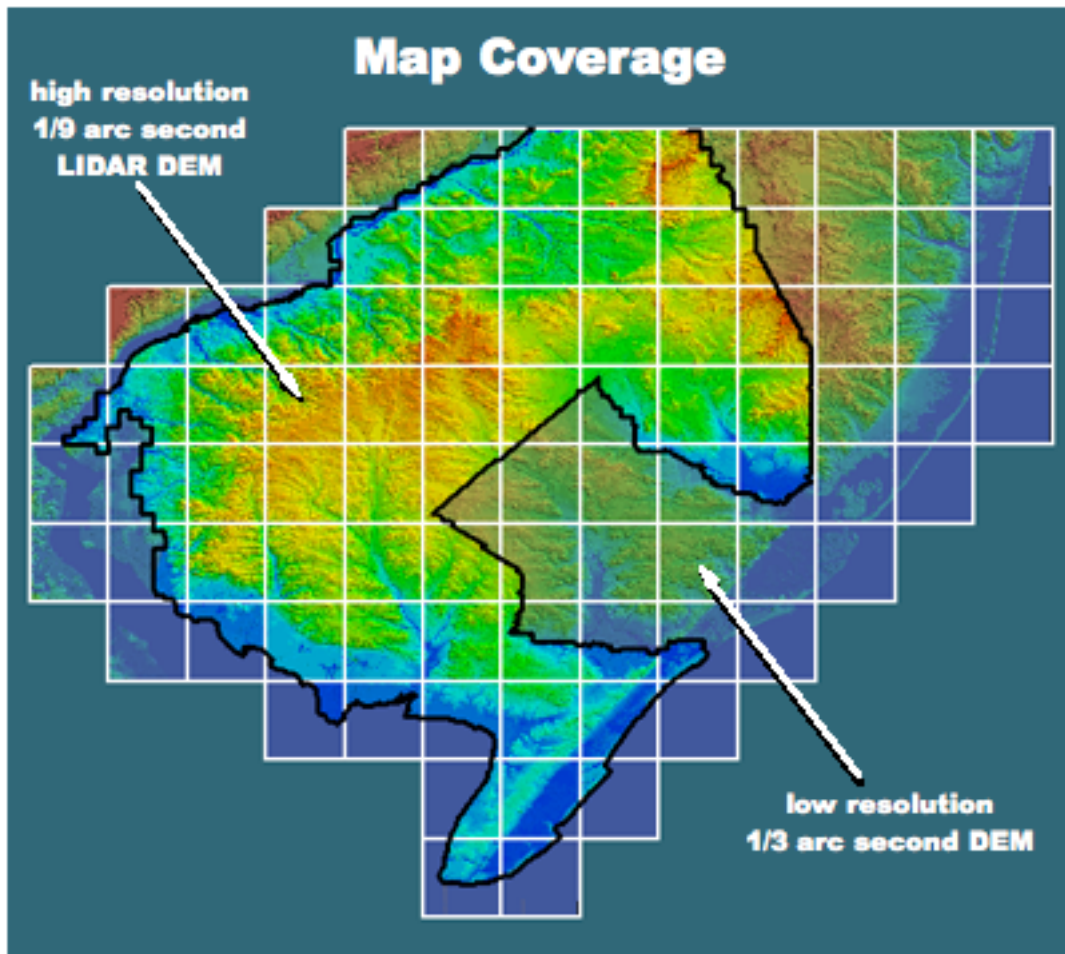 Map Coverage
high resolution
1/9 arc second
LIDAR DEM
low resolution
1/3 arc second DEM